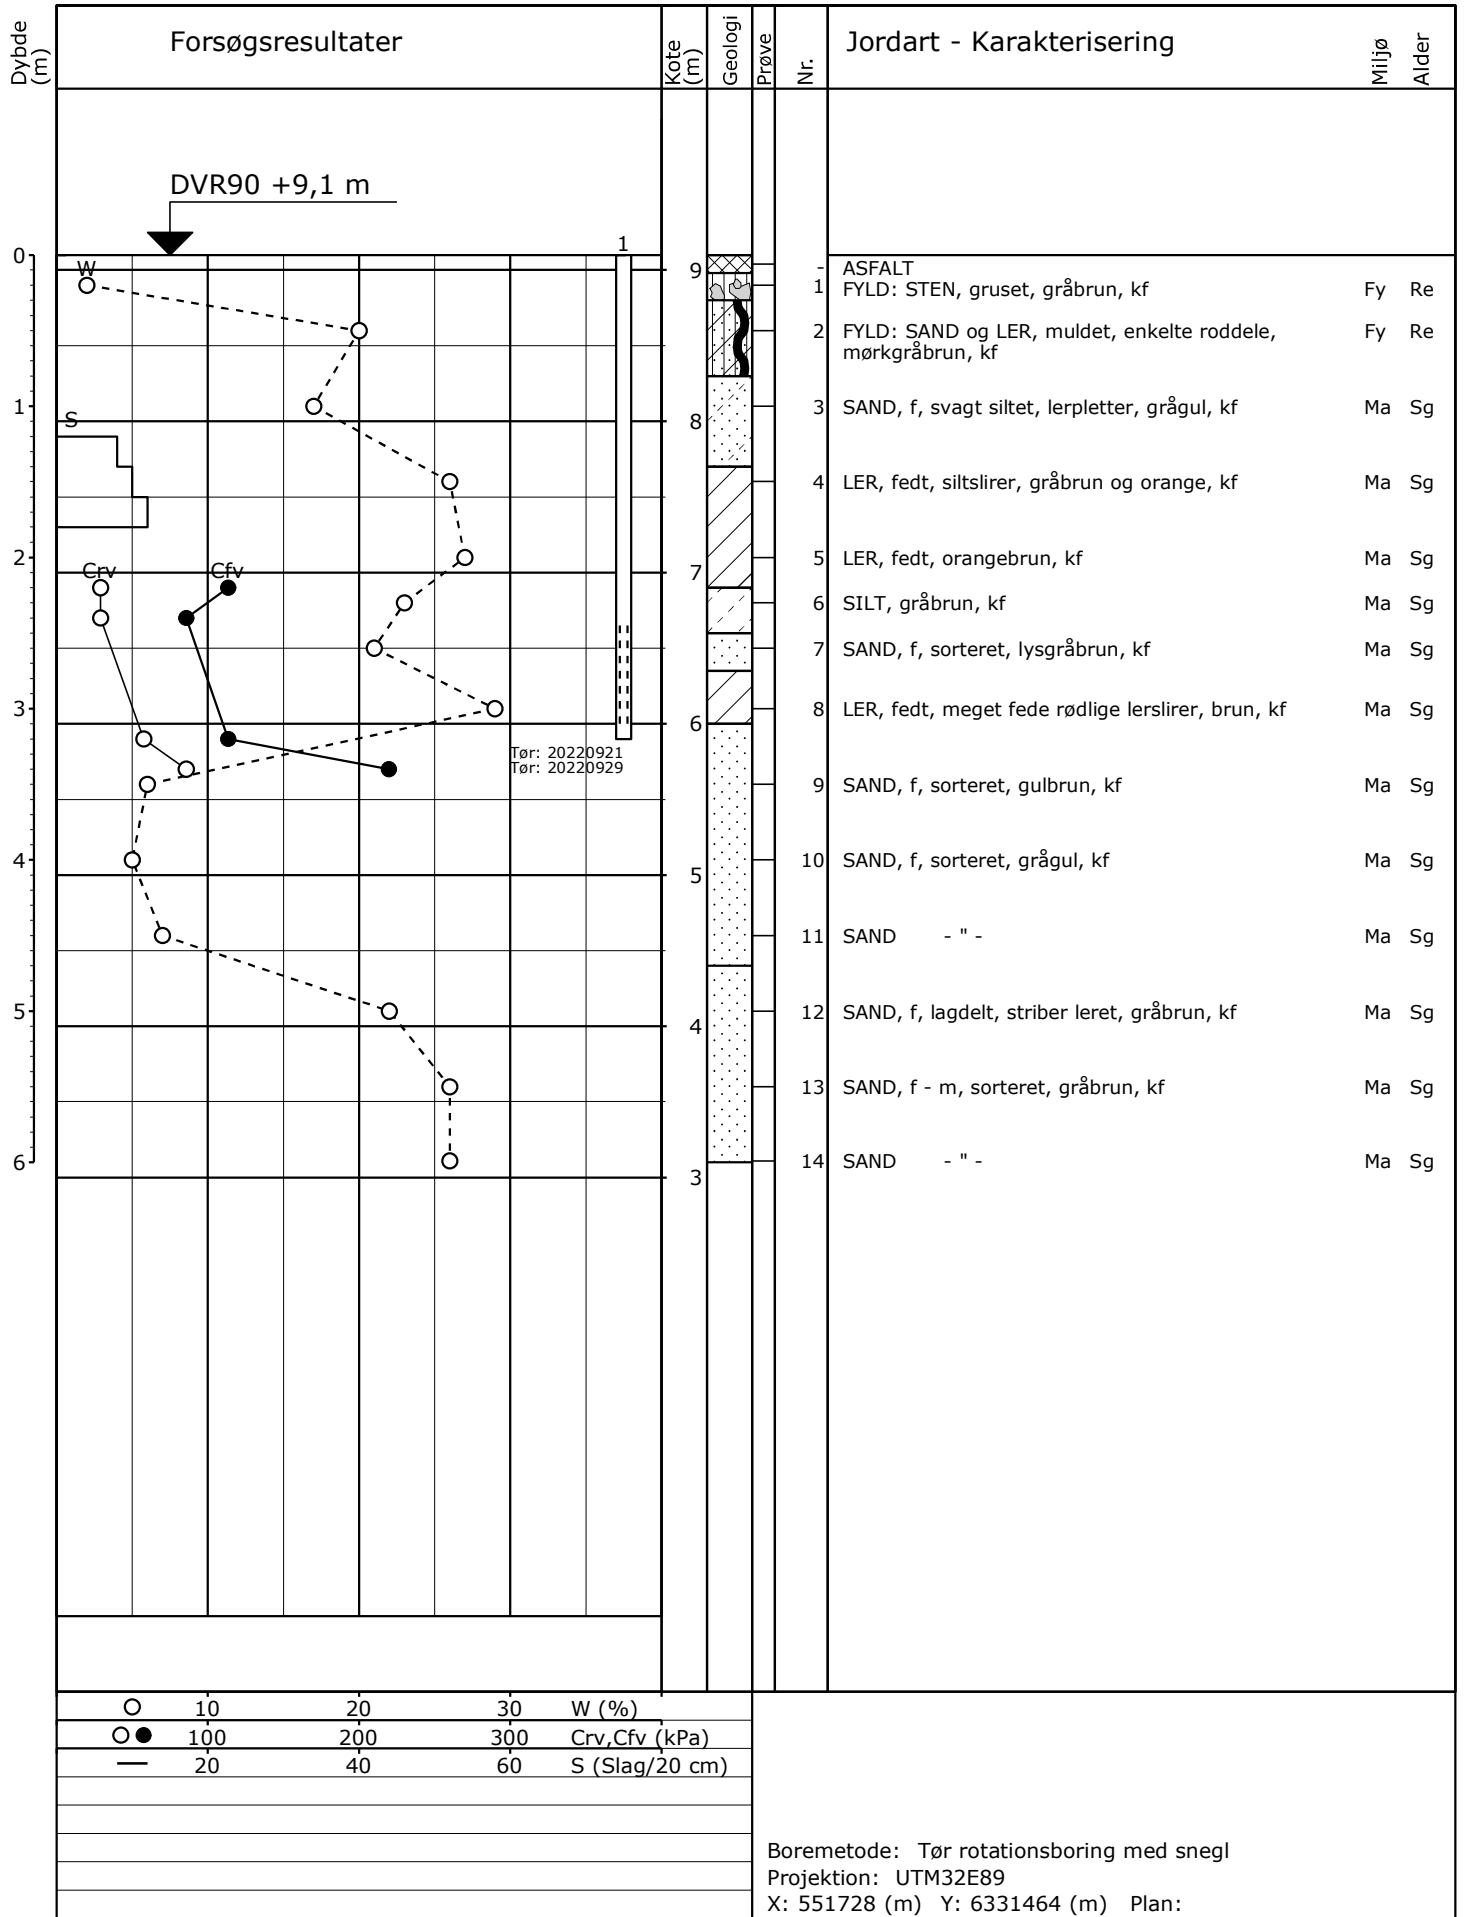 Dybde (m)
Forsøgsresultater
Kote (m)
Geologi
Prøve
Nr.
Jordart - Karakterisering
Miljø
Alder
DVR90 +9,1 m
1
0
W
9
- ASFALT
1 FYLD: STEN, gruset, gråbrun, kf Fy Re
2 FYLD: SAND og LER, muldet, enkelte roddele, Fy Re
mørkgråbrun, kf
1
3 SAND, f, svagt siltet, lerpletter, grågul, kf Ma Sg
S
8
4 LER, fedt, siltslirer, gråbrun og orange, kf Ma Sg
2
5 LER, fedt, orangebrun, kf Ma Sg
Crv Cfv
7
6 SILT, gråbrun, kf Ma Sg
7 SAND, f, sorteret, lysgråbrun, kf Ma Sg
3
8 LER, fedt, meget fede rødlige lerslirer, brun, kf Ma Sg
6
Tør: 20220921
Tør: 20220929
9 SAND, f, sorteret, gulbrun, kf Ma Sg
4
10 SAND, f, sorteret, grågul, kf Ma Sg
5
11 SAND - " - Ma Sg
5
12 SAND, f, lagdelt, striber leret, gråbrun, kf Ma Sg
4
13 SAND, f - m, sorteret, gråbrun, kf Ma Sg
6
14 SAND - " - Ma Sg
3
10 20 30 W (%)
100 200 300 Crv,Cfv (kPa)
20 40 60 S (Slag/20 cm)
Boremetode: Tør rotationsboring med snegl
Projektion: UTM32E89
X: 551728 (m) Y: 6331464 (m) Plan: